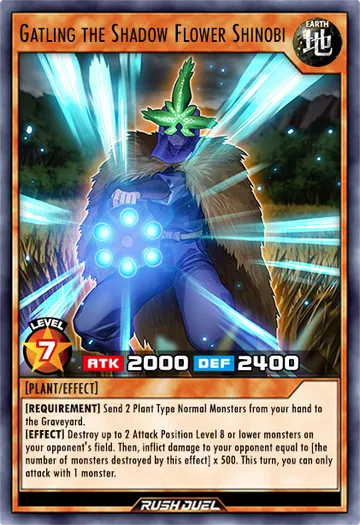 GATLING THE SHADOW FLOWER SHINOBI
EARTH
地
LEVEL
7
ATK 2000 DEF 2400
[PLANT/EFFECT]
[REQUIREMENT] Send 2 Plant Type Normal Monsters from your hand to
the Graveyard.
[EFFECT] Destroy up to 2 Attack Position Level 8 or lower monsters on
your opponent's field. Then, inflict damage to your opponent equal to [the
number of monsters destroyed by this effect] x 500. This turn, you can only
attack with 1 monster.
RUSH DUEL